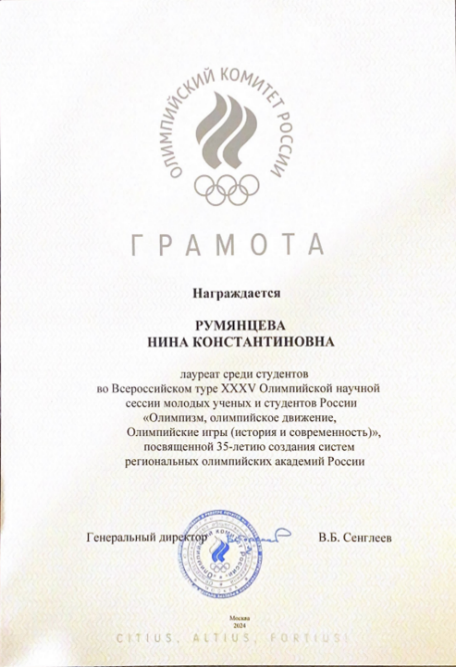 ОЛИМПИЙСКИЙ КОМИТЕТ РОССИИ
ГРАМОТА
Награждается
РУМЯНЦЕВА
НИНА КОНСТАНТИНОВНА
лауреат среди студентов
во Всероссийском туре XXXV Олимпийской научной
сессии молодых ученых и студентов России
«Олимпизм, олимпийское движение,
Олимпийские игры (история и современность)»,
посвященной 35-летию создания систем
региональных олимпийских академий России
Генеральный директор В.Б. Сенглеев
Москва
2024
CITIUS, ALTIUS, FORTIUS!